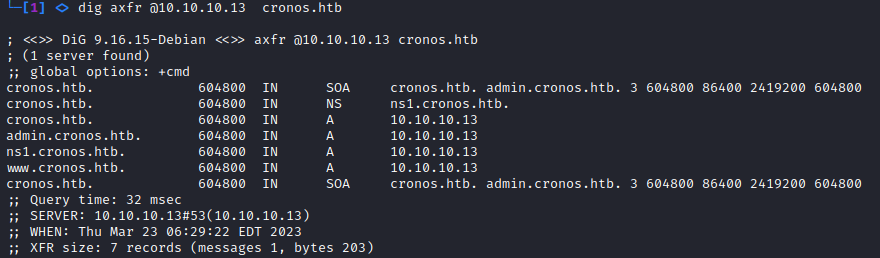 └─[1] <> dig axfr @10.10.10.13  cronos.htb
; <<>> DiG 9.16.15-Debian <<>> axfr @10.10.10.13 cronos.htb
; (1 server found)
;; global options: +cmd
cronos.htb.             604800  IN      SOA     cronos.htb. admin.cronos.htb. 3 604800 86400 2419200 604800
cronos.htb.             604800  IN      NS      ns1.cronos.htb.
cronos.htb.             604800  IN      A       10.10.10.13
admin.cronos.htb.       604800  IN      A       10.10.10.13
ns1.cronos.htb.         604800  IN      A       10.10.10.13
www.cronos.htb.         604800  IN      A       10.10.10.13
cronos.htb.             604800  IN      SOA     cronos.htb. admin.cronos.htb. 3 604800 86400 2419200 604800
;; Query time: 32 msec
;; SERVER: 10.10.10.13#53(10.10.10.13)
;; WHEN: Thu Mar 23 06:29:22 EDT 2023
;; XFR size: 7 records (messages 1, bytes 203)